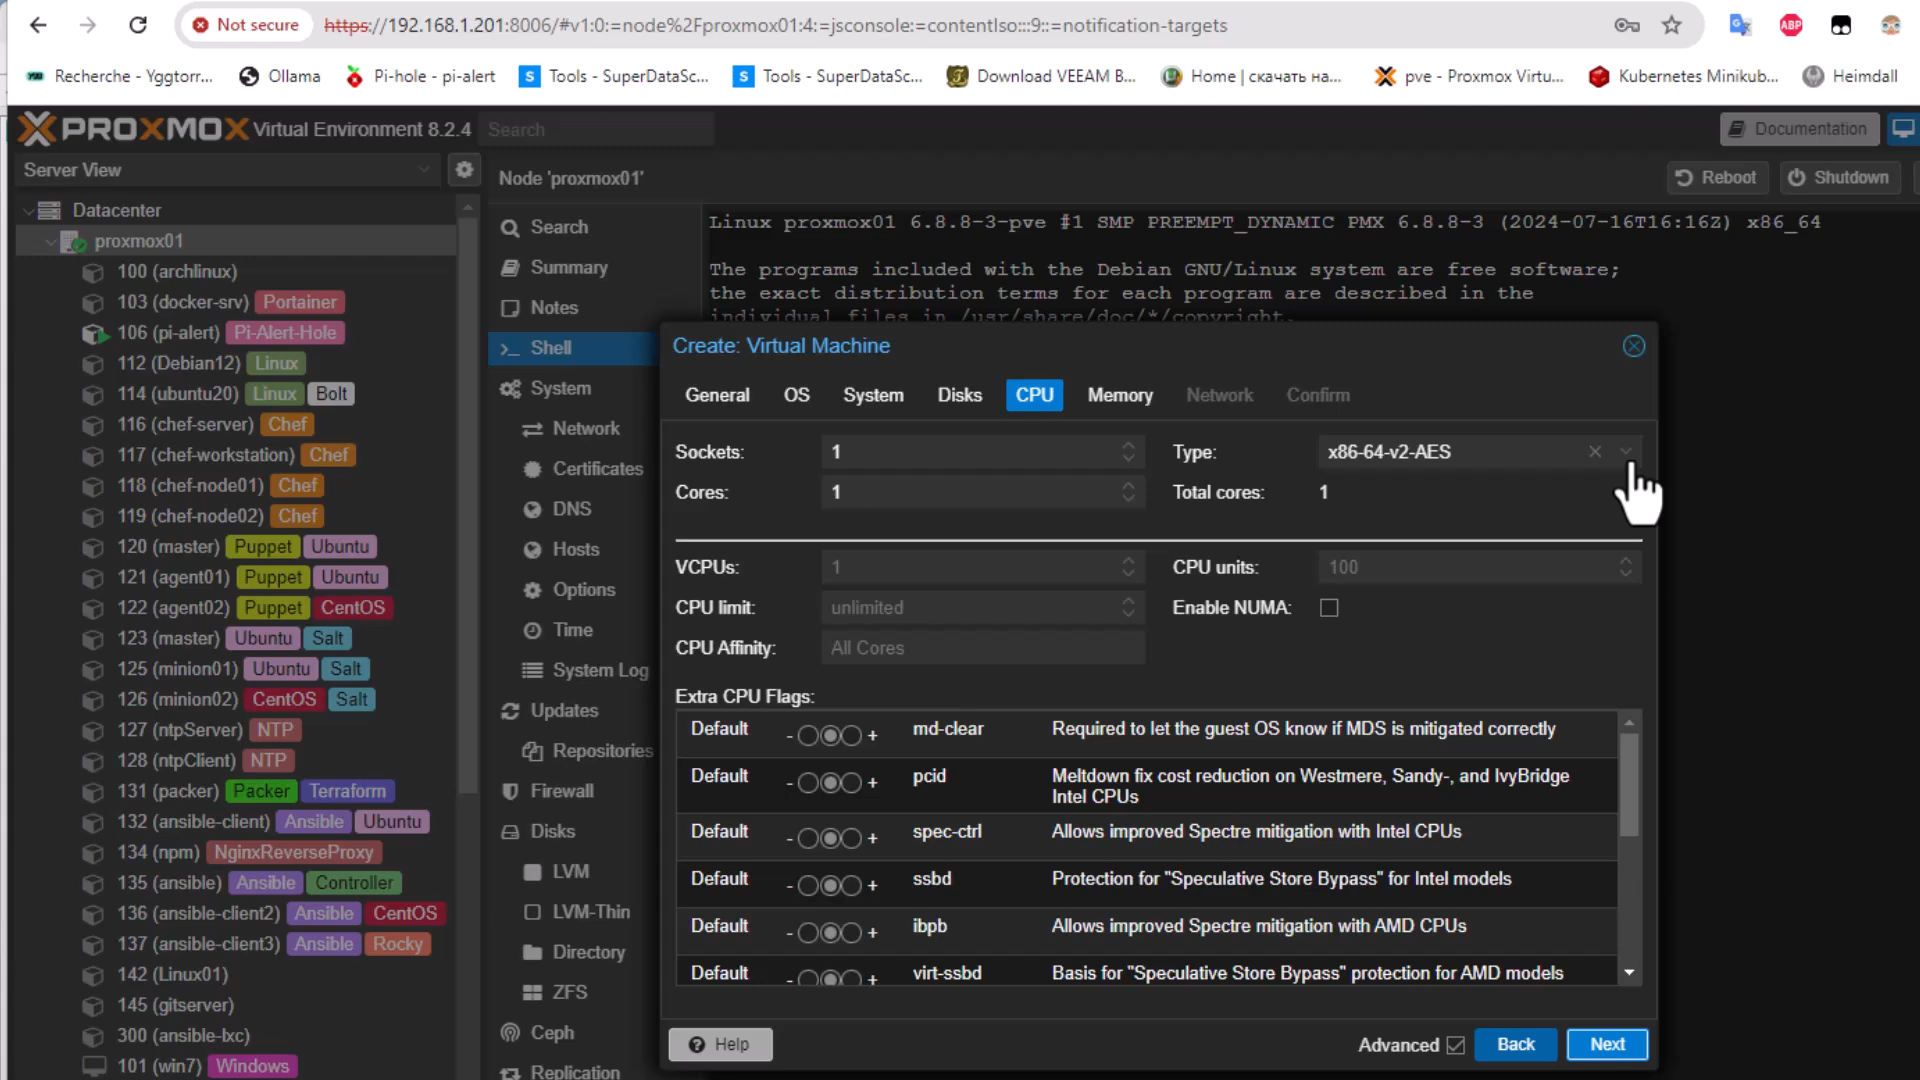 Not secure https://192.168.1.201:8006/#v1:0:=node%2Fproxmox01:4:=jsconsole:=contentIso:::9::=notification-targets
ABP
Recherche - Yggtorr... Ollama Pi-hole - pi-alert Tools - SuperDataSc... Tools - SuperDataSc... Download VEEAM B... Home | скачать на... pve - Proxmox Virtu... Kubernetes Minikub... Heimdall
PROXMOX Virtual Environment 8.2.4 Search Documentation
Server View
Node 'proxmox01' Reboot Shutdown
Datacenter
proxmox01
100 (archlinux)
103 (docker-srv) Portainer
106 (pi-alert) Pi-Alert-Hole
112 (Debian12) Linux
114 (ubuntu20) Linux Bolt
116 (chef-server) Chef
117 (chef-workstation) Chef
118 (chef-node01) Chef
119 (chef-node02) Chef
120 (master) Puppet Ubuntu
121 (agent01) Puppet Ubuntu
122 (agent02) Puppet CentOS
123 (master) Ubuntu Salt
125 (minion01) Ubuntu Salt
126 (minion02) CentOS Salt
127 (ntpServer) NTP
128 (ntpClient) NTP
131 (packer) Packer Terraform
132 (ansible-client) Ansible Ubuntu
134 (npm) NginxReverseProxy
135 (ansible) Ansible Controller
136 (ansible-client2) Ansible CentOS
137 (ansible-client3) Ansible Rocky
142 (Linux01)
145 (gitserver)
300 (ansible-lxc)
101 (win7) Windows
Search
Summary
Notes
Shell
System
Network
Certificates
DNS
Hosts
Options
Time
System Log
Updates
Repositories
Firewall
Disks
LVM
LVM-Thin
Directory
ZFS
Ceph
Replication
Linux proxmox01 6.8.8-3-pve #1 SMP PREEMPT_DYNAMIC PMX 6.8.8-3 (2024-07-16T16:16Z) x86_64
The programs included with the Debian GNU/Linux system are free software;
the exact distribution terms for each program are described in the
individual files in /usr/share/doc/*/copyright.
Create: Virtual Machine
General OS System Disks CPU Memory Network Confirm
Sockets: 1 Type: x86-64-v2-AES
Cores: 1 Total cores: 1
VCPUs: 1 CPU units: 100
CPU limit: unlimited Enable NUMA:
CPU Affinity: All Cores
Extra CPU Flags:
Default - + md-clear Required to let the guest OS know if MDS is mitigated correctly
Default - + pcid Meltdown fix cost reduction on Westmere, Sandy-, and IvyBridge
Intel CPUs
Default - + spec-ctrl Allows improved Spectre mitigation with Intel CPUs
Default - + ssbd Protection for "Speculative Store Bypass" for Intel models
Default - + ibpb Allows improved Spectre mitigation with AMD CPUs
Default - + virt-ssbd Basis for "Speculative Store Bypass" protection for AMD models
Help Advanced Back Next